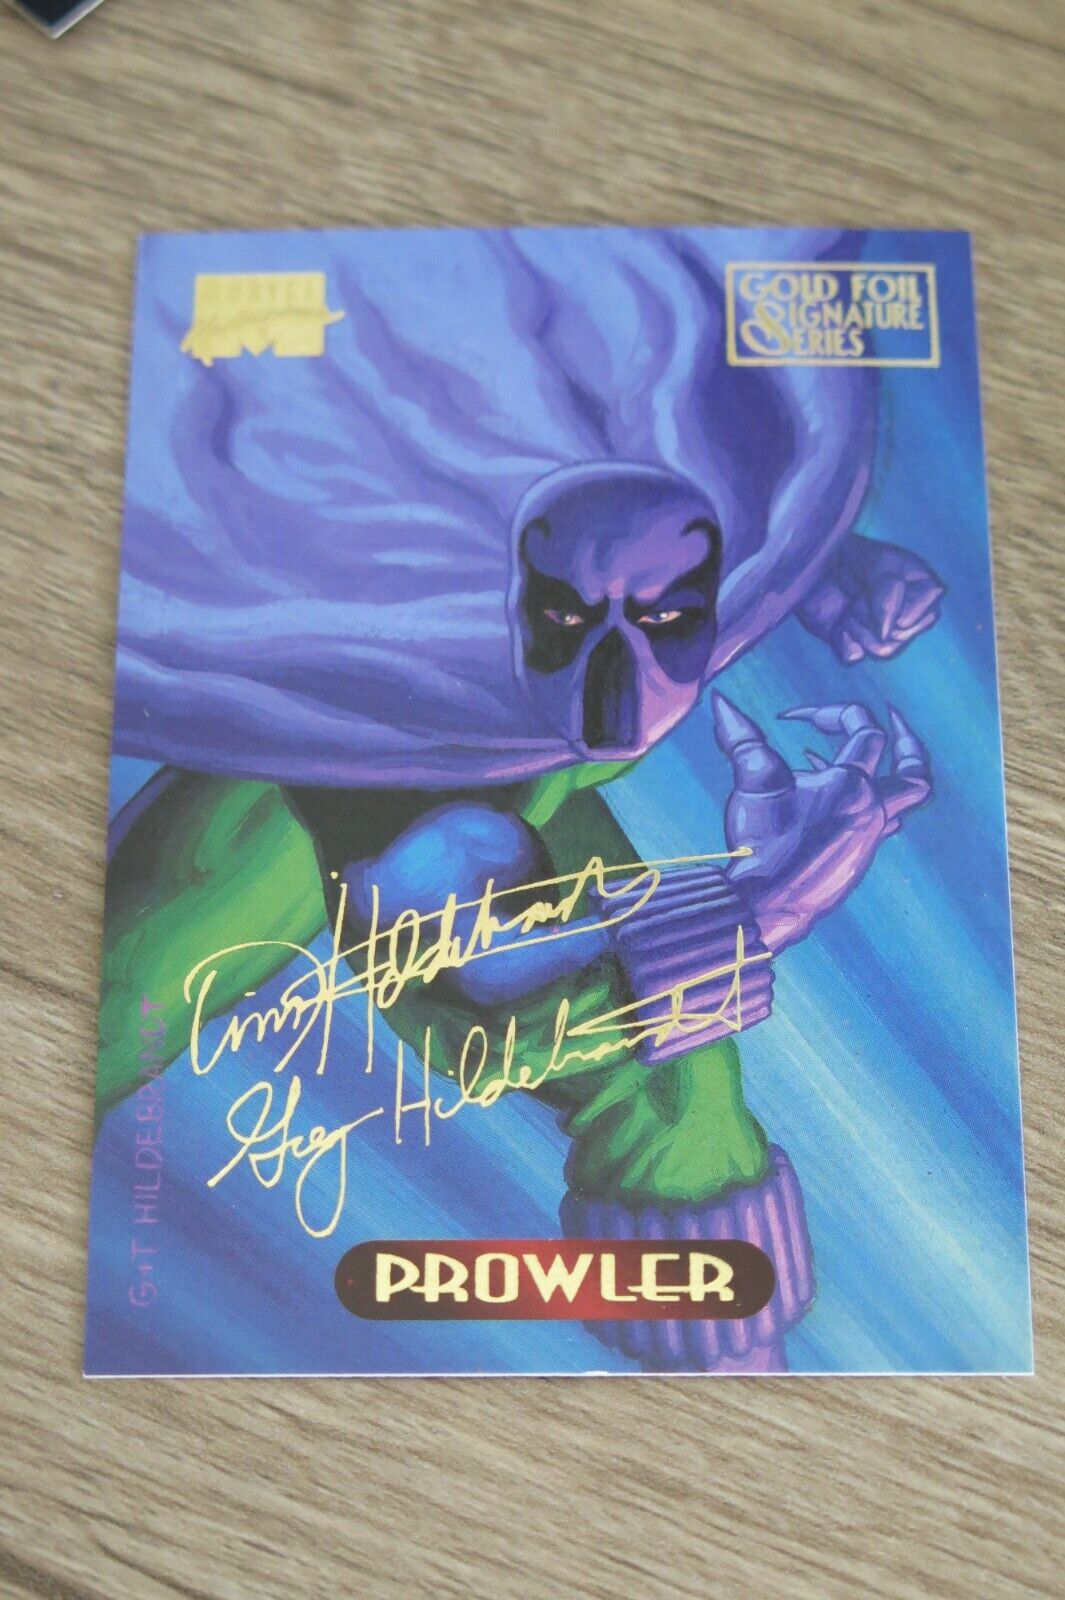 MARVEL
Masterpieces
GOLD FOIL
SIGNATURE
SERIES
Tim Hildebrandt
Greg Hildebrandt
G+T HILDEBRANDT
PROWLER